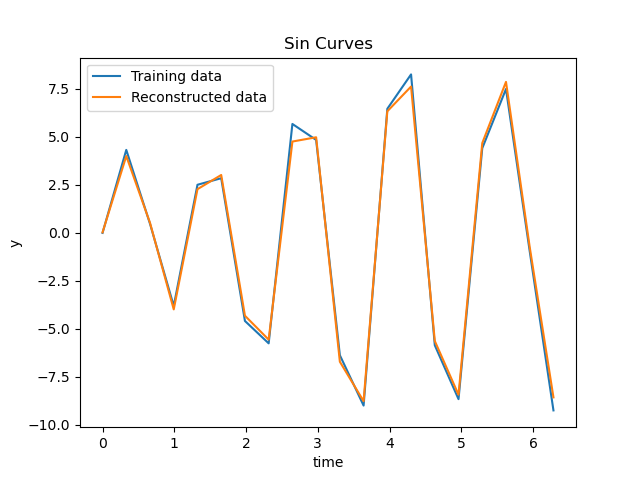 Sin Curves
Training data
Reconstructed data
7.5
5.0
2.5
0.0
−2.5
−5.0
−7.5
−10.0
y
0 1 2 3 4 5 6
time